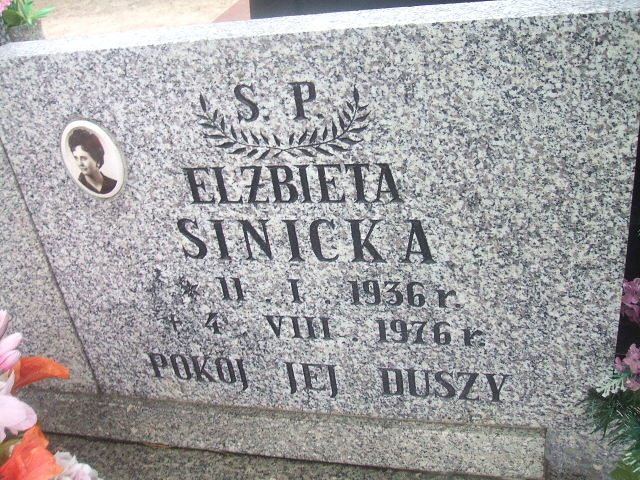 S. P.
ELŻBIETA
SINICKA
* 11. I. 1936 r.
+ 4 VIII. 1976 r.
POKÓJ JEJ DUSZY